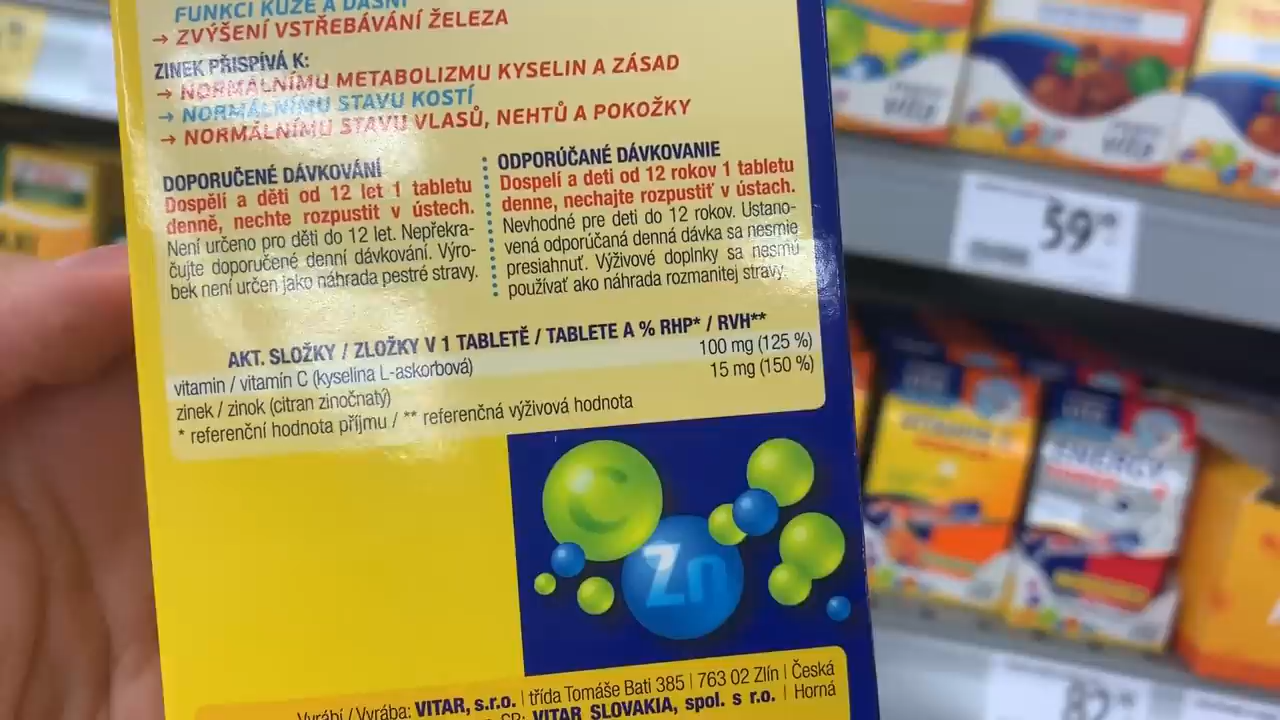 FUNKCI KŮŽE A DÁSNÍ
→ ZVÝŠENÍ VSTŘEBÁVÁNÍ ŽELEZA
ZINEK PŘISPÍVÁ K:
→ NORMÁLNÍMU METABOLIZMU KYSELIN A ZÁSAD
→ NORMÁLNÍMU STAVU KOSTÍ
→ NORMÁLNÍMU STAVU VLASŮ, NEHTŮ A POKOŽKY
DOPORUČENÉ DÁVKOVÁNÍ
Dospělí a děti od 12 let 1 tabletu
denně, nechte rozpustit v ústech.
Není určeno pro děti do 12 let. Nepřekra-
čujte doporučené denní dávkování. Výro-
bek není určen jako náhrada pestré stravy.
ODPORÚČANÉ DÁVKOVANIE
Dospelí a deti od 12 rokov 1 tabletu
denne, nechajte rozpustiť v ústach.
Nevhodné pre deti do 12 rokov. Ustano-
vená odporúčaná denná dávka sa nesmie
presiahnuť. Výživové doplnky sa nesmú
používať ako náhrada rozmanitej stravy.
AKT. SLOŽKY / ZLOŽKY V 1 TABLETĚ / TABLETE A % RHP* / RVH**
vitamin / vitamín C (kyselina L-askorbová) 100 mg (125 %)
zinek / zinok (citran zinočnatý) 15 mg (150 %)
* referenční hodnota příjmu / ** referenčná výživová hodnota
Zn
Vyrábí / Vyrába: VITAR, s.r.o. | třída Tomáše Bati 385 | 763 02 Zlín | Česká
SR: VITAR SLOVAKIA, spol. s r.o. | Horná
59
ENERGY
82